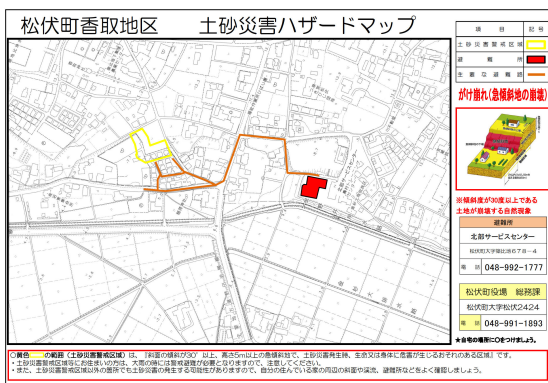 松伏町香取地区　土砂災害ハザードマップ
項目　記号
土砂災害警戒区域
避難所
主要な避難路
がけ崩れ(急傾斜地の崩壊)
※傾斜度が30度以上である
土地が崩壊する自然現象
避難所
北部サービスセンター
松伏町大字築比地678-4
電話　048-992-1777
松伏町役場　総務課
松伏町大字松伏2424
電話　048-991-1893
★自宅の場所に○をつけましょう。
○黄色　の範囲(土砂災害警戒区域)は、『斜面の傾斜が30°以上、高さ5m以上の急傾斜地で、土砂災害発生時、生命又は身体に危害が生じるおそれのある区域』です。
・土砂災害警戒区域等にお住まいの方は、大雨の時には警戒避難が必要となりますので、注意してください。
・また、土砂災害警戒区域以外の箇所でも土砂災害の発生する可能性がありますので、自分の住んでいる家の周辺の斜面や渓流、避難所などをよく確認しましょう。